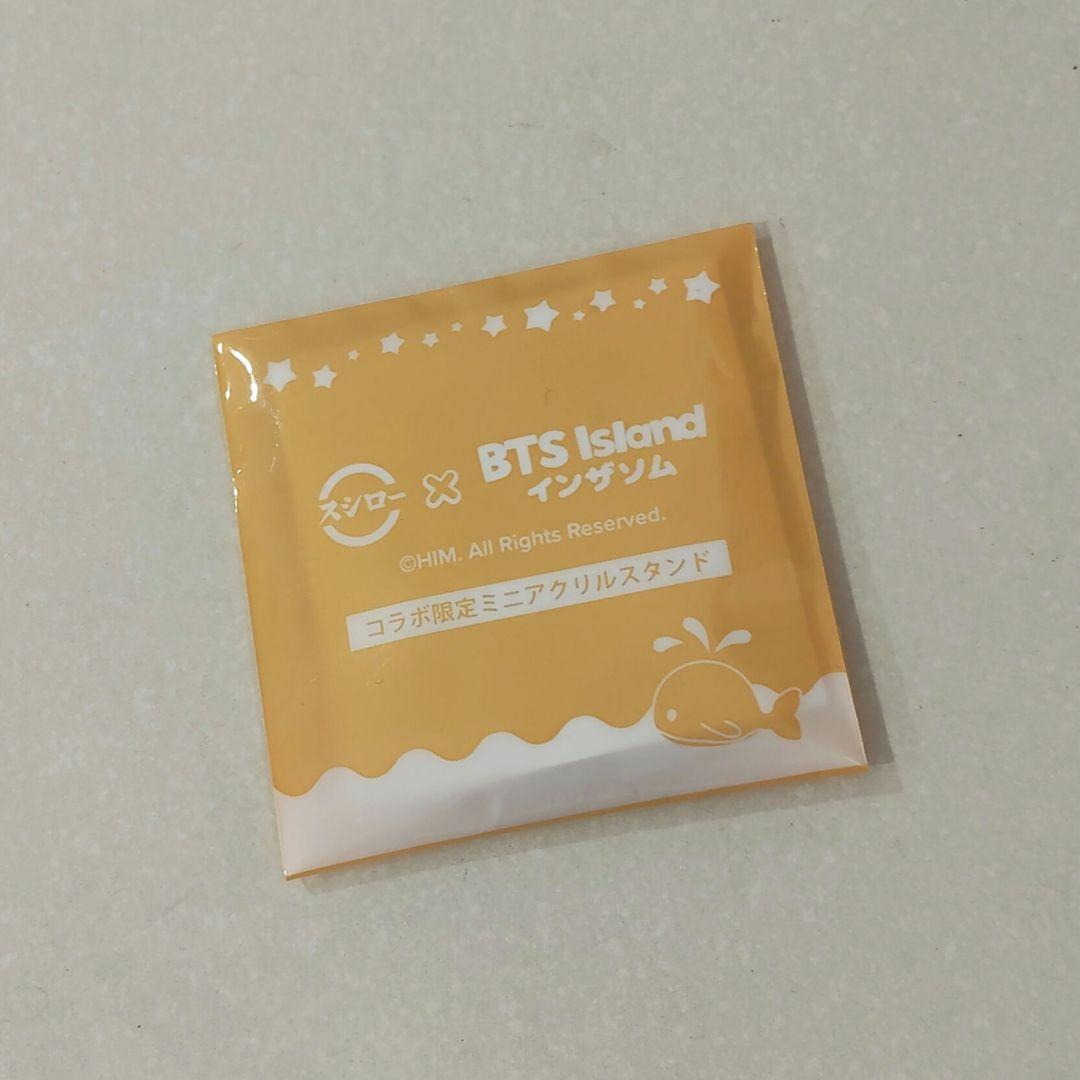 スシロー × BTS Island
インザソム
©HIM. All Rights Reserved.
コラボ限定ミニアクリルスタンド